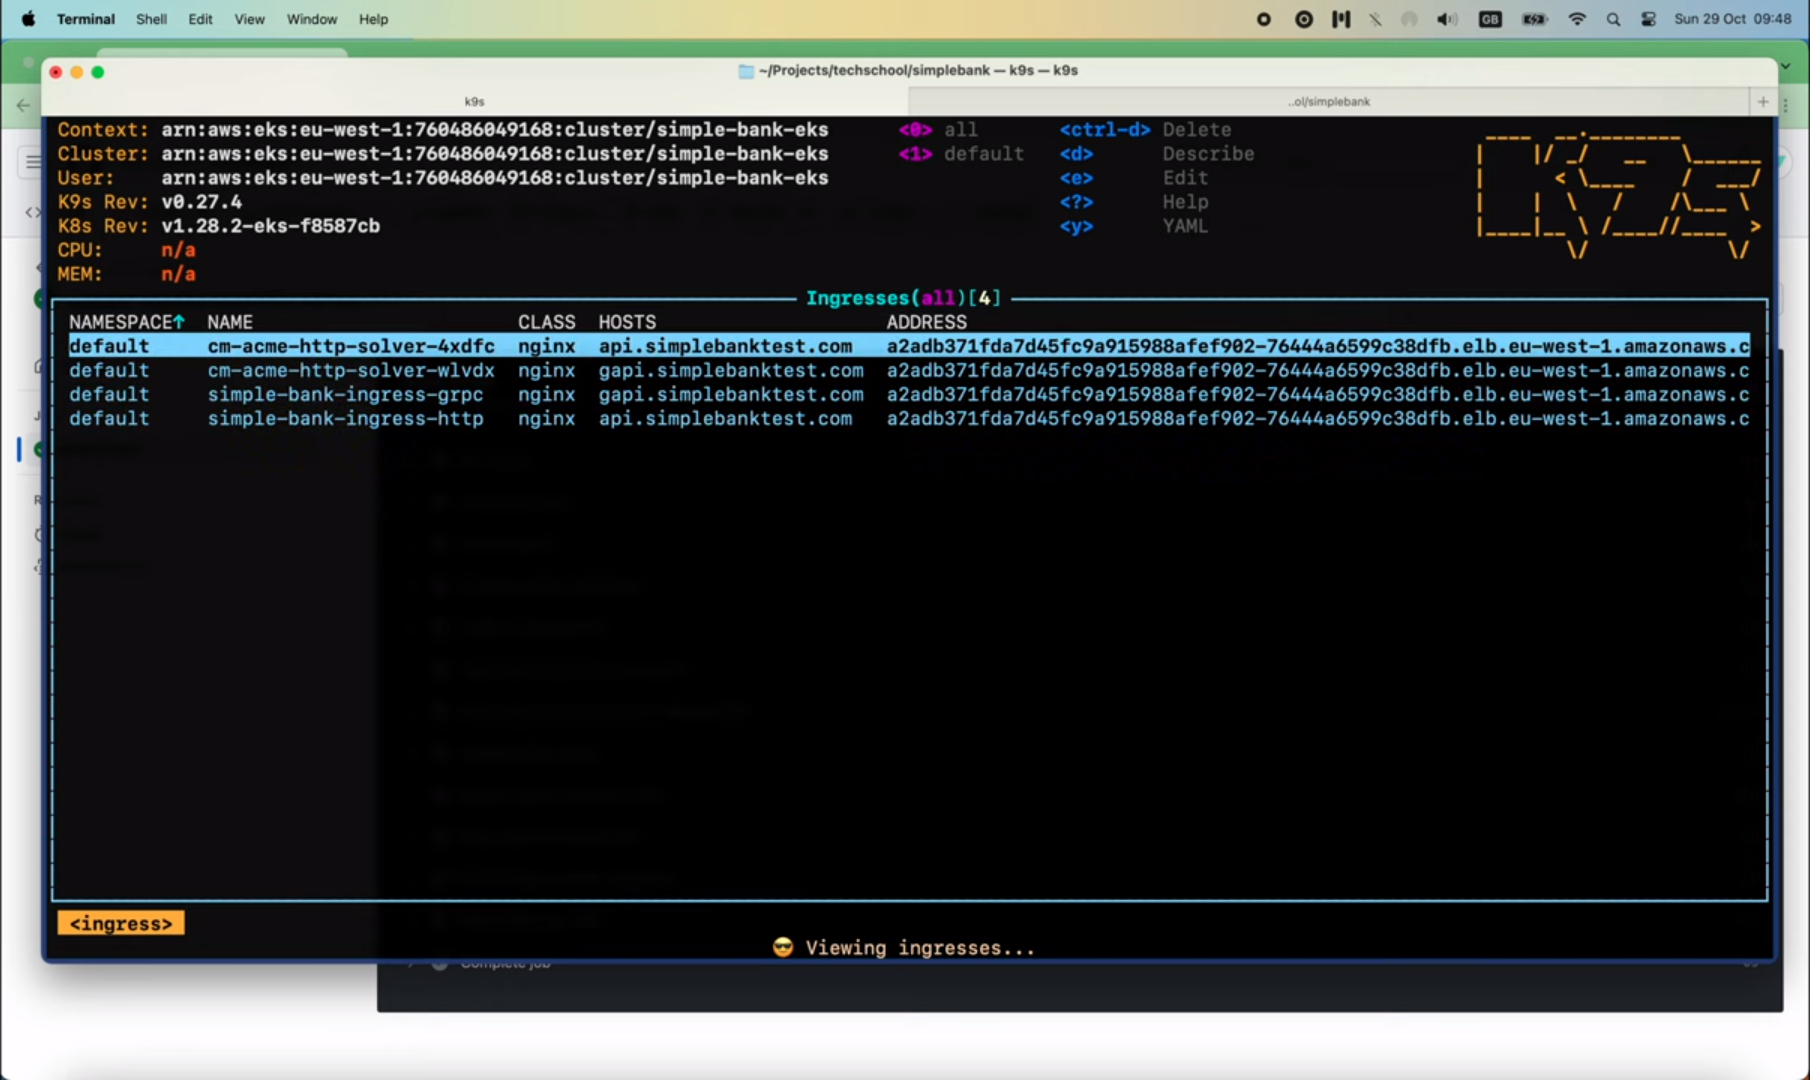 Terminal Shell Edit View Window Help GB Sun 29 Oct 09:48
~/Projects/techschool/simplebank — k9s — k9s
k9s ..ol/simplebank +
Context: arn:aws:eks:eu-west-1:760486049168:cluster/simple-bank-eks <0> all <ctrl-d> Delete
Cluster: arn:aws:eks:eu-west-1:760486049168:cluster/simple-bank-eks <1> default <d> Describe
User: arn:aws:eks:eu-west-1:760486049168:cluster/simple-bank-eks <e> Edit
K9s Rev: v0.27.4 <?> Help
K8s Rev: v1.28.2-eks-f8587cb <y> YAML
CPU: n/a
MEM: n/a
Ingresses(all)[4]
NAMESPACE↑ NAME CLASS HOSTS ADDRESS
default cm-acme-http-solver-4xdfc nginx api.simplebanktest.com a2adb371fda7d45fc9a915988afef902-76444a6599c38dfb.elb.eu-west-1.amazonaws.c
default cm-acme-http-solver-wlvdx nginx gapi.simplebanktest.com a2adb371fda7d45fc9a915988afef902-76444a6599c38dfb.elb.eu-west-1.amazonaws.c
default simple-bank-ingress-grpc nginx gapi.simplebanktest.com a2adb371fda7d45fc9a915988afef902-76444a6599c38dfb.elb.eu-west-1.amazonaws.c
default simple-bank-ingress-http nginx api.simplebanktest.com a2adb371fda7d45fc9a915988afef902-76444a6599c38dfb.elb.eu-west-1.amazonaws.c
<ingress>
😎 Viewing ingresses...
Complete job